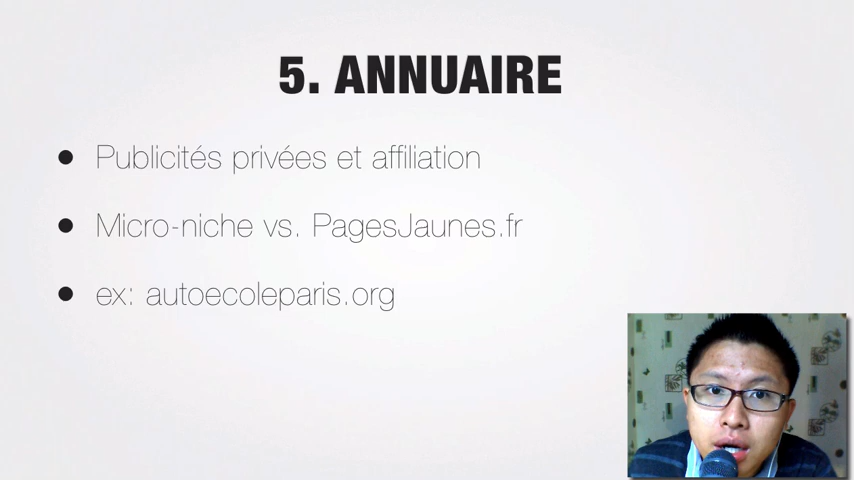 5. ANNUAIRE
• Publicités privées et affiliation
• Micro-niche vs. PagesJaunes.fr
• ex: autoecoleparis.org